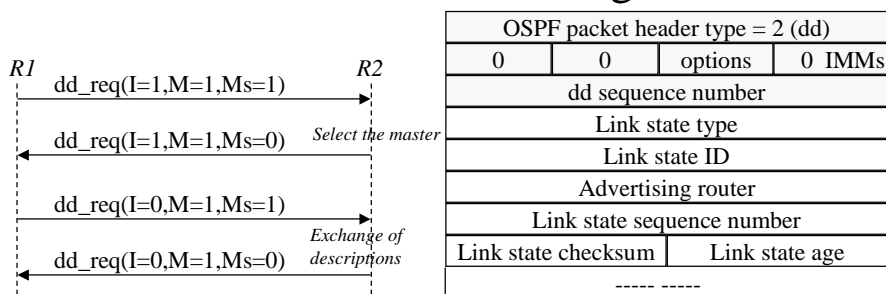 R1
R2
dd_req(I=1,M=1,Ms=1)
dd_req(I=1,M=1,Ms=0)
Select the master
dd_req(I=0,M=1,Ms=1)
Exchange of
descriptions
dd_req(I=0,M=1,Ms=0)
OSPF packet header type = 2 (dd)
0 0 options 0 IMMs
dd sequence number
Link state type
Link state ID
Advertising router
Link state sequence number
Link state checksum Link state age
----- -----